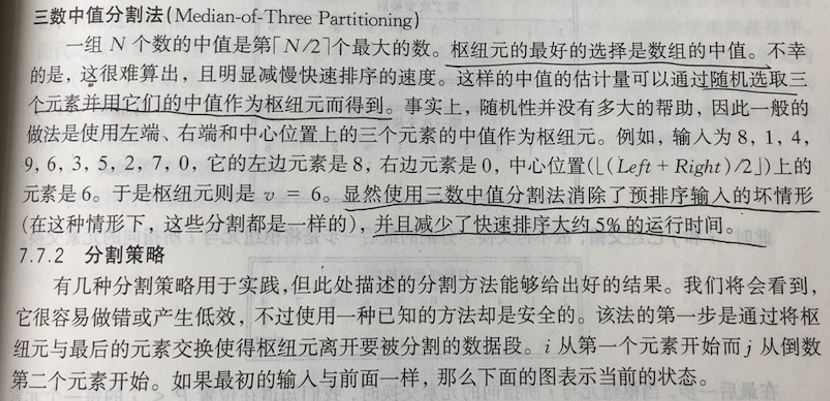 三数中值分割法(Median-of-Three Partitioning)
一组 N 个数的中值是第⌈N/2⌉个最大的数。枢纽元的最好的选择是数组的中值。不幸
的是，这很难算出，且明显减慢快速排序的速度。这样的中值的估计量可以通过随机选取三
个元素并用它们的中值作为枢纽元而得到。事实上，随机性并没有多大的帮助，因此一般的
做法是使用左端、右端和中心位置上的三个元素的中值作为枢纽元。例如，输入为 8, 1, 4,
9, 6, 3, 5, 2, 7, 0, 它的左边元素是 8, 右边元素是 0, 中心位置(⌊(Left + Right)/2⌋)上的
元素是 6。于是枢纽元则是 v = 6。显然使用三数中值分割法消除了预排序输入的坏情形
(在这种情形下，这些分割都是一样的)，并且减少了快速排序大约 5% 的运行时间。
7.7.2 分割策略
有几种分割策略用于实践，但此处描述的分割方法能够给出好的结果。我们将会看到，
它很容易做错或产生低效，不过使用一种已知的方法却是安全的。该法的第一步是通过将枢
纽元与最后的元素交换使得枢纽元离开要被分割的数据段。i 从第一个元素开始而 j 从倒数
第二个元素开始。如果最初的输入与前面一样，那么下面的图表示当前的状态。